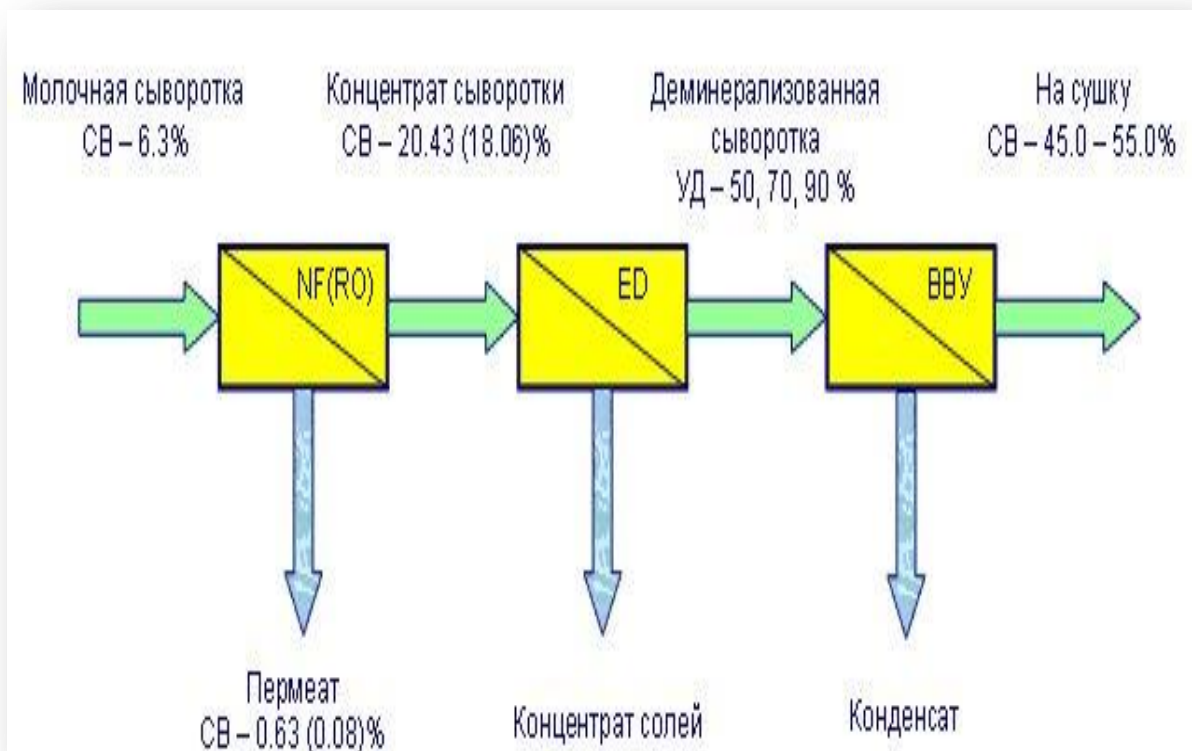 Молочная сыворотка
СВ – 6.3%
Концентрат сыворотки
СВ – 20.43 (18.06)%
Деминерализованная
сыворотка
УД – 50, 70, 90 %
На сушку
СВ – 45.0 – 55.0%
NF(RO)
ED
ВВУ
Пермеат
СВ – 0.63 (0.08)%
Концентрат солей
Конденсат